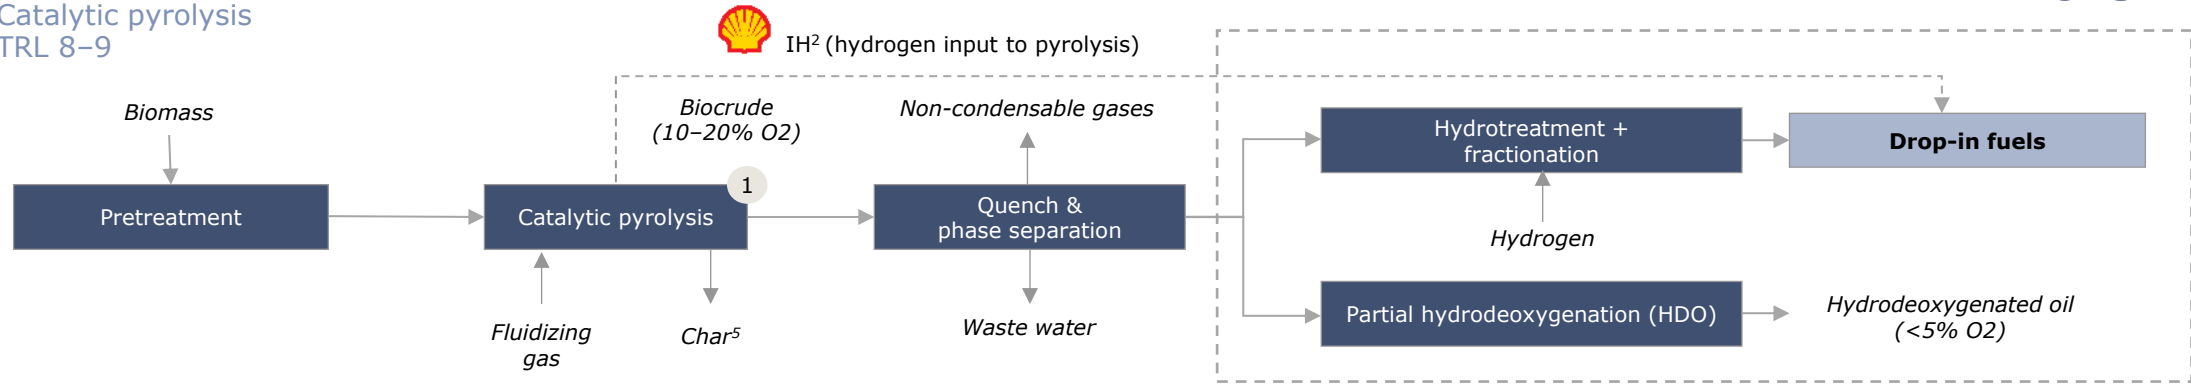 Catalytic pyrolysis
TRL 8–9
IH² (hydrogen input to pyrolysis)
Biomass
Biocrude
(10–20% O2)
Non-condensable gases
Hydrotreatment +
fractionation
Drop-in fuels
1
Pretreatment
Catalytic pyrolysis
Quench &
phase separation
Hydrogen
Fluidizing
gas
Char⁵
Waste water
Partial hydrodeoxygenation (HDO)
Hydrodeoxygenated oil
(<5% O2)